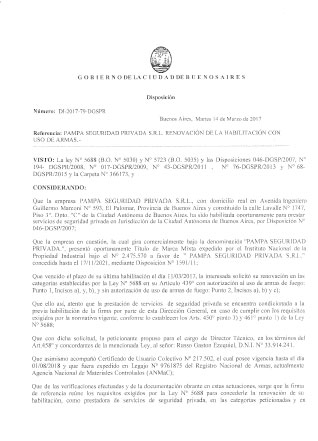 GOBIERNO DE LA CIUDAD DE BUENOS AIRES
Disposición
Número: DI-2017-79-DGSPR
Buenos Aires, Martes 14 de Marzo de 2017
Referencia: PAMPA SEGURIDAD PRIVADA S.R.L. RENOVACIÓN DE LA HABILITACIÓN CON
USO DE ARMAS.-
VISTO: La ley N° 5688 (B.O. N° 5030) y N° 5723 (B.O. 5035) y las Disposiciones 046-DGSP/2007, N°
194- DGSPR/2008, N° 017-DGSPR/2009, N° 43-DGSPR/2011 , N° 76-DGSPR/2013 y N° 68-
DGSPR/2015 y la Carpeta N° 366173, y
CONSIDERANDO:
Que la empresa PAMPA SEGURIDAD PRIVADA S.R.L., con domicilio real en Avenida Ingeniero
Guillermo Marconi N° 593, El Palomar, Provincia de Buenos Aires y constituido la calle Lavalle N° 1747,
Piso 3°, Dpto. "C" de la Ciudad Autónoma de Buenos Aires, ha sido habilitada oportunamente para prestar
servicios de seguridad privada en Jurisdicción de la Ciudad Autónoma de Buenos Aires, por Disposición N°
046-DGSP/2007;
Que la empresa en cuestión, la cual gira comercialmente bajo la denominación "PAMPA SEGURIDAD
PRIVADA.", presentó oportunamente Título de Marca Mixta expedido por el Instituto Nacional de la
Propiedad Industrial bajo el N° 2.475.570 a favor de " PAMPA SEGURIDAD PRIVADA S.R.L."
concedida hasta 17/11/2021, mediante Disposición N° 1391/11;
Que vencido el plazo de su última habilitación el día 11/03/2017, la interesada solicitó su renovación en las
categorías establecidas por la Ley N° 5688 en su Artículo 439° con autorización al uso de armas de fuego:
Punto 1, Incisos a), y b), y sin autorización al uso de armas de fuego: Punto 2, Incisos a), b) y c);
Que ello así, atento que la prestación de servicios de seguridad privada se encuentra condicionada a la
previa habilitación de la firma por parte de esta Dirección General, en caso de cumplir con los requisitos
exigidos por la normativa vigente, conforme lo establecen los Arts. 450° punto 1) y 461° punto 1) de la Ley
N° 5688;
Que con dicha solicitud, la peticionante propuso para el cargo de Director Técnico, en los términos del
Art.458° y concordantes de la mencionada Ley, al señor Ramos Gaston Ezequiel, D.N.I. N° 33.914.241;
Que asimismo acompañó Certificado de Usuario Colectivo N° 217.502, el cual posee vigencia hasta el día
01/08/2018 y que fuera expedido en Legajo N° 9761875 del Registro Nacional de Armas, actualmente
Agencia Nacional de Materiales Controlados (ANMaC);
Que de las verificaciones efectuadas y de la documentación obrante en estas actuaciones, surge que la firma
de referencia reúne los requisitos exigidos por la Ley N° 5688 para concederle la renovación de su
habilitación, como prestadora de servicios de seguridad privada, en las categorías peticionadas y en